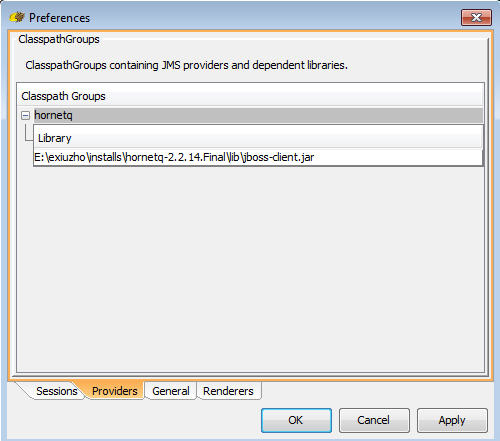 Preferences
ClasspathGroups
ClasspathGroups containing JMS providers and dependent libraries.
Classpath Groups
hornetq
Library
E:\exiuzho\installs\hornetq-2.2.14.Final\lib\jboss-client.jar
Sessions Providers General Renderers
OK Cancel Apply